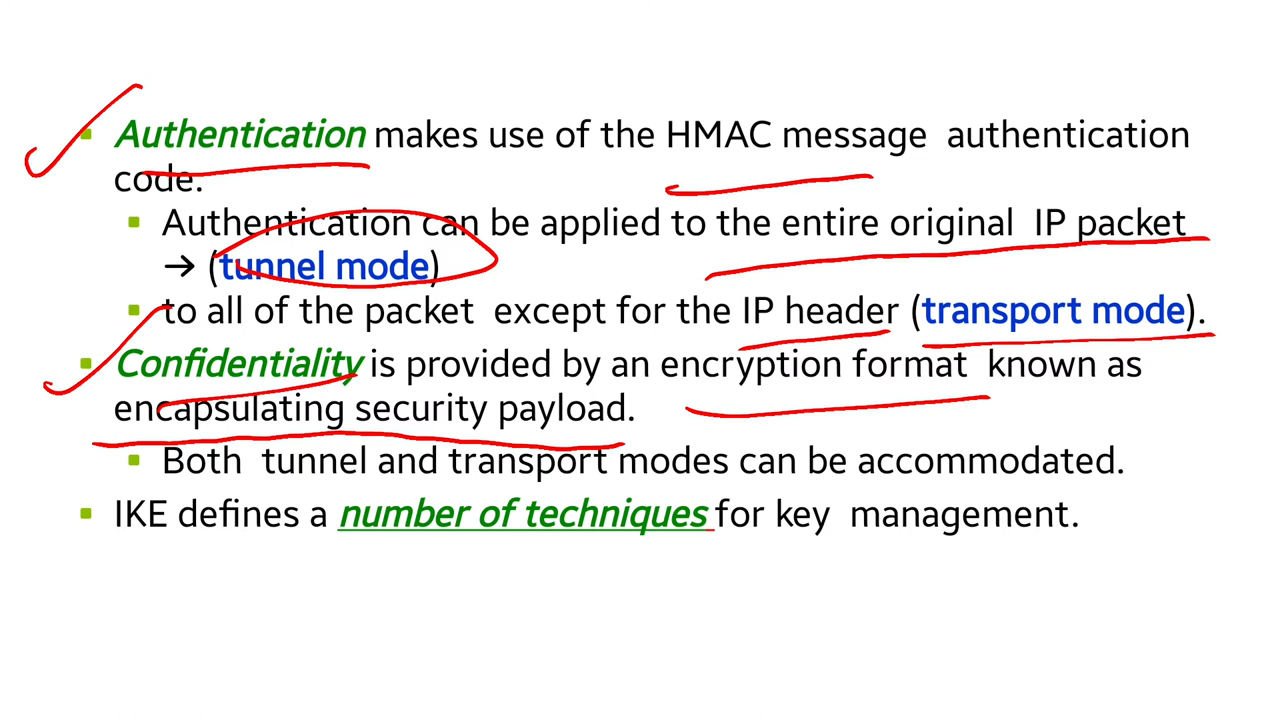 Authentication makes use of the HMAC message authentication
code.
Authentication can be applied to the entire original IP packet
→ (tunnel mode)
to all of the packet except for the IP header (transport mode).
Confidentiality is provided by an encryption format known as
encapsulating security payload.
Both tunnel and transport modes can be accommodated.
IKE defines a number of techniques for key management.